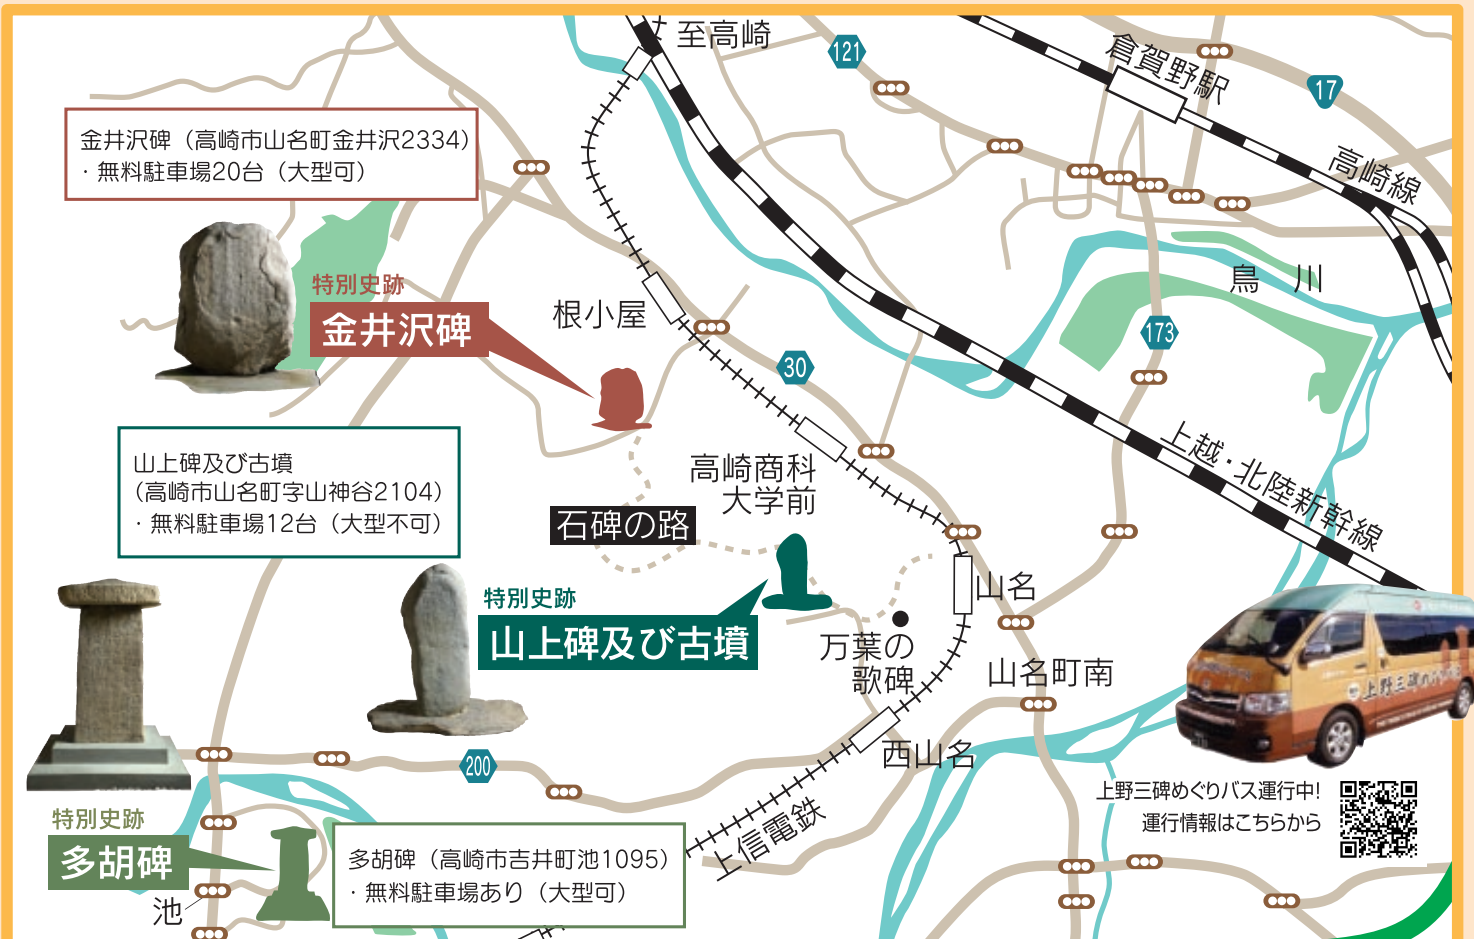 至高崎
121
倉賀野駅
17
金井沢碑（高崎市山名町金井沢2334）
・無料駐車場20台（大型可）
高崎線
特別史跡
金井沢碑
根小屋
烏 川
173
30
山上碑及び古墳
（高崎市山名町字山神谷2104）
・無料駐車場12台（大型不可）
高崎商科
大学前
上越・北陸新幹線
石碑の路
特別史跡
山上碑及び古墳
山名
万葉の
歌碑
山名町南
西山名
200
上野三碑めぐりバス運行中!
運行情報はこちらから
特別史跡
多胡碑
多胡碑（高崎市吉井町池1095）
・無料駐車場あり（大型可）
上信電鉄
池